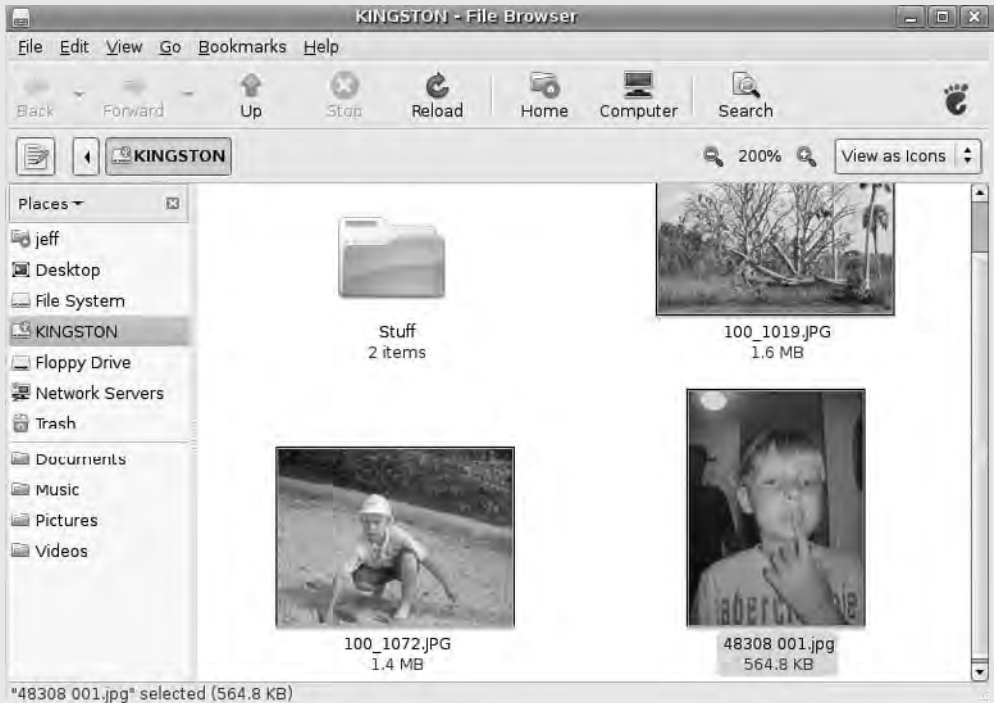 KINGSTON - File Browser
File Edit View Go Bookmarks Help
Back Forward Up Stop Reload Home Computer Search
KINGSTON 200% View as Icons
Places
jeff
Desktop
File System
KINGSTON
Floppy Drive
Network Servers
Trash
Documents
Music
Pictures
Videos
Stuff
2 items
100_1019.JPG
1.6 MB
100_1072.JPG
1.4 MB
48308 001.jpg
564.8 KB
"48308 001.jpg" selected (564.8 KB)